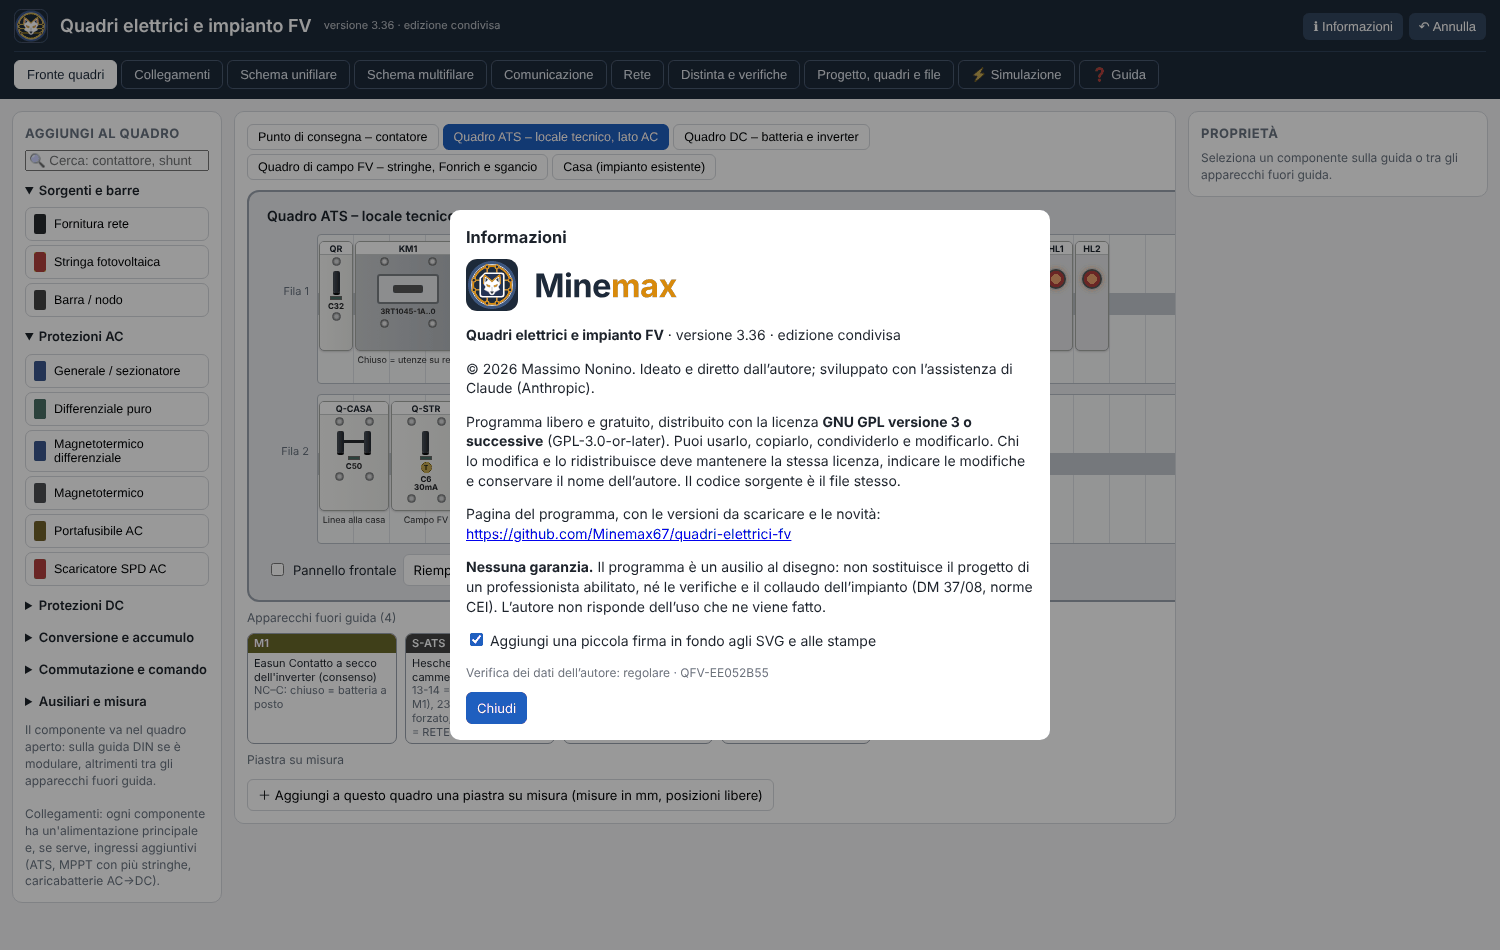 Quadri elettrici e impianto FV versione 3.36 · edizione condivisa
ℹ Informazioni
↶ Annulla
Fronte quadri
Collegamenti
Schema unifilare
Schema multifilare
Comunicazione
Rete
Distinta e verifiche
Progetto, quadri e file
⚡ Simulazione
❓ Guida
AGGIUNGI AL QUADRO
🔍 Cerca: contattore, shunt
▼ Sorgenti e barre
Fornitura rete
Stringa fotovoltaica
Barra / nodo
▼ Protezioni AC
Generale / sezionatore
Differenziale puro
Magnetotermico
differenziale
Magnetotermico
Portafusibile AC
Scaricatore SPD AC
▶ Protezioni DC
▶ Conversione e accumulo
▶ Commutazione e comando
▶ Ausiliari e misura
Il componente va nel quadro
aperto: sulla guida DIN se è
modulare, altrimenti tra gli
apparecchi fuori guida.
Collegamenti: ogni componente
ha un'alimentazione principale
e, se serve, ingressi aggiuntivi
(ATS, MPPT con più stringhe,
caricabatterie AC→DC).
Punto di consegna – contatore
Quadro ATS – locale tecnico, lato AC
Quadro DC – batteria e inverter
Quadro di campo FV – stringhe, Fonrich e sgancio
Casa (impianto esistente)
Quadro ATS – locale tecnico
Fila 1
QR
C32
KM1
3RT1045-1A..0
Chiuso = utenze su re
HL1
HL2
Fila 2
Q-CASA
C50
Linea alla casa
Q-STR
T
C6
30mA
Campo FV
Pannello frontale
Riemp
Apparecchi fuori guida (4)
M1
Easun Contatto a secco
dell'inverter (consenso)
NC–C: chiuso = batteria a
posto
S-ATS
Hesche
camme
13-14 =
M1), 23
forzato
= RETE
Piastra su misura
＋ Aggiungi a questo quadro una piastra su misura (misure in mm, posizioni libere)
PROPRIETÀ
Seleziona un componente sulla guida o tra gli
apparecchi fuori guida.
Informazioni
Minemax
Quadri elettrici e impianto FV · versione 3.36 · edizione condivisa
© 2026 Massimo Nonino. Ideato e diretto dall’autore; sviluppato con l’assistenza di
Claude (Anthropic).
Programma libero e gratuito, distribuito con la licenza GNU GPL versione 3 o
successive (GPL-3.0-or-later). Puoi usarlo, copiarlo, condividerlo e modificarlo. Chi
lo modifica e lo ridistribuisce deve mantenere la stessa licenza, indicare le modifiche
e conservare il nome dell’autore. Il codice sorgente è il file stesso.
Pagina del programma, con le versioni da scaricare e le novità:
https://github.com/Minemax67/quadri-elettrici-fv
Nessuna garanzia. Il programma è un ausilio al disegno: non sostituisce il progetto di
un professionista abilitato, né le verifiche e il collaudo dell’impianto (DM 37/08, norme
CEI). L’autore non risponde dell’uso che ne viene fatto.
Aggiungi una piccola firma in fondo agli SVG e alle stampe
Verifica dei dati dell’autore: regolare · QFV-EE052B55
Chiudi